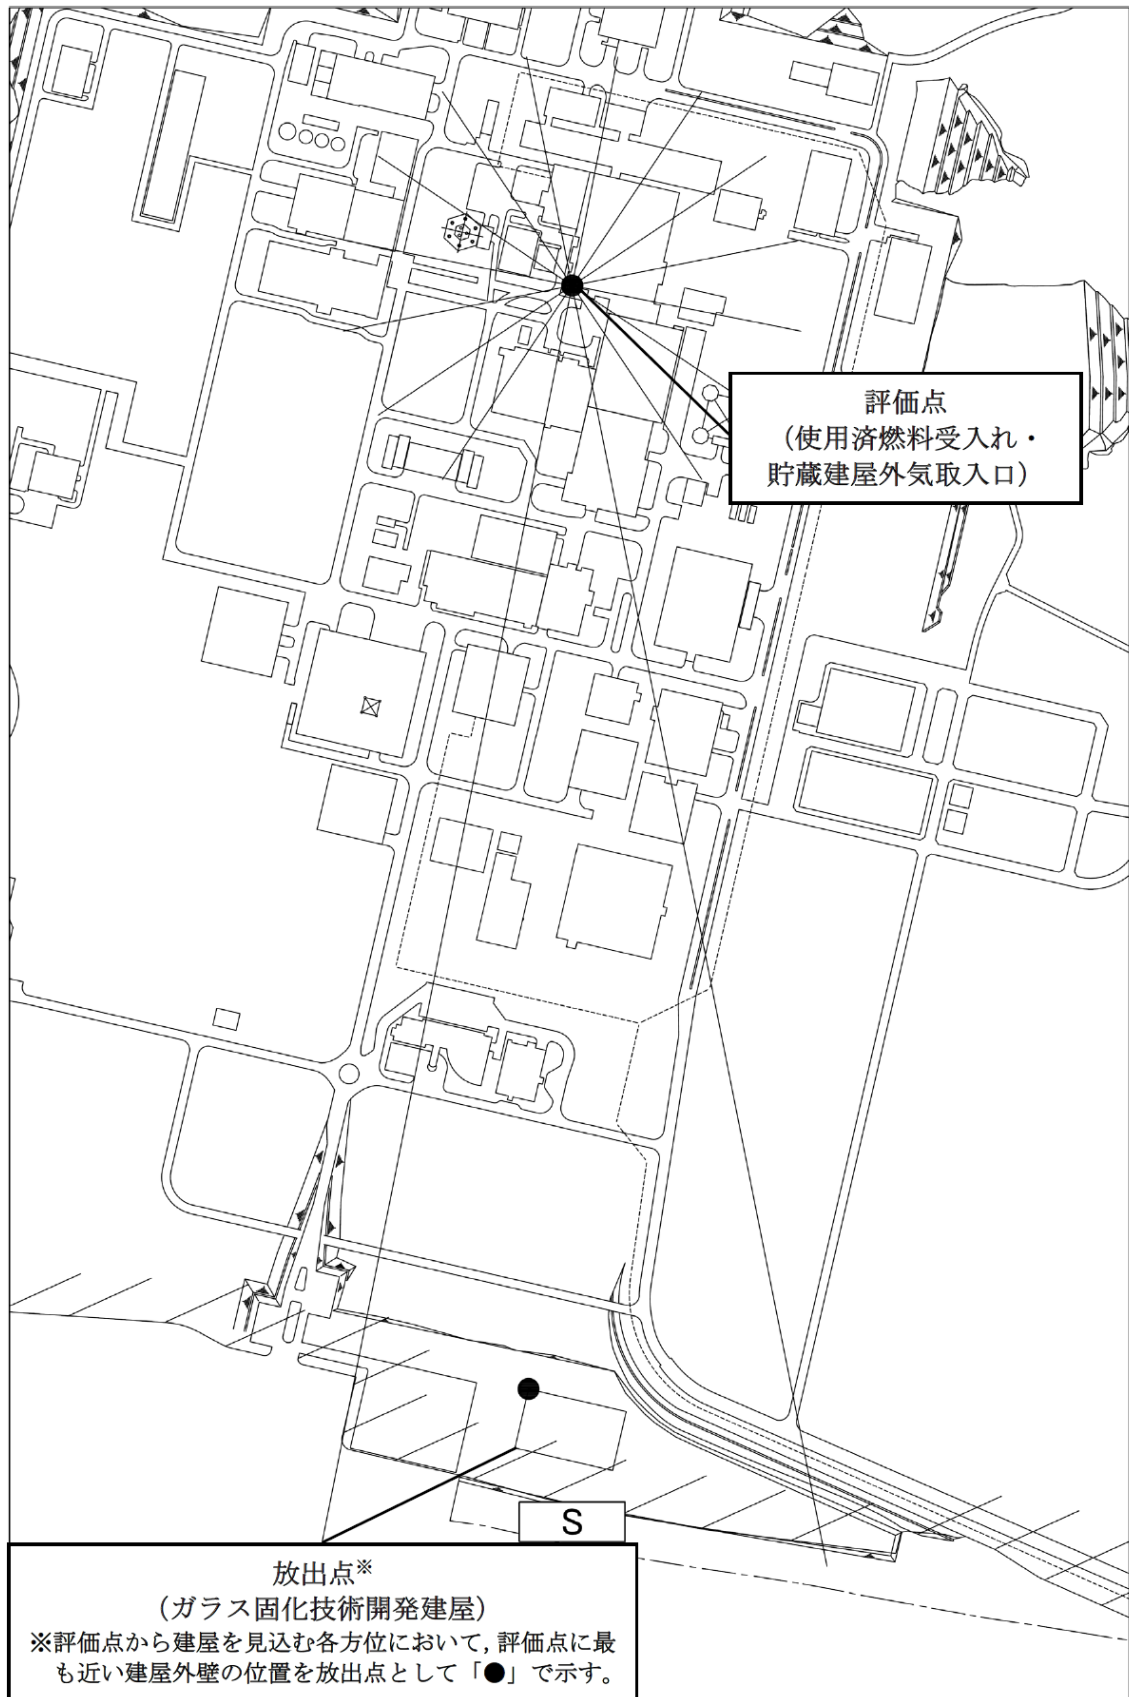 評価点
（使用済燃料受入れ・
貯蔵建屋外気取入口）
S
放出点※
（ガラス固化技術開発建屋）
※評価点から建屋を見込む各方位において，評価点に最
も近い建屋外壁の位置を放出点として「●」で示す。